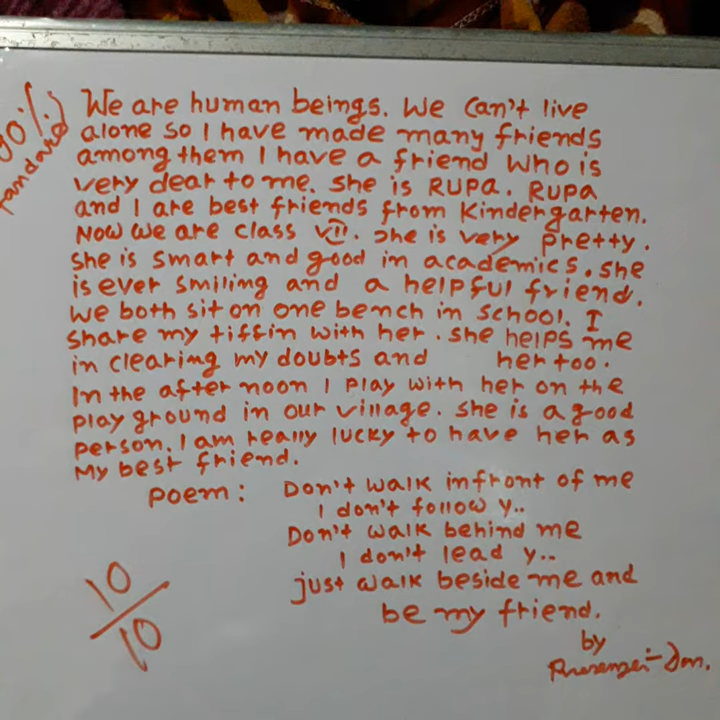 90%
standard
We are human beings. We can't live
alone so I have made many friends
among them I have a friend who is
very dear to me. She is RUPA. RUPA
and I are best friends from Kindergarten.
Now we are class VII. She is very pretty.
She is smart and good in academics. she
is ever smiling and a helpful friend.
We both sit on one bench in school. I
share my tiffin with her. she helps me
in clearing my doubts and her too.
In the after noon I play with her on the
play ground in our village. she is a good
person. I am really lucky to have her as
My best friend.
poem: Don't walk infront of me
I don't follow y..
Don't walk behind me
I don't lead y..
just walk beside me and
be my friend.
10
10
by